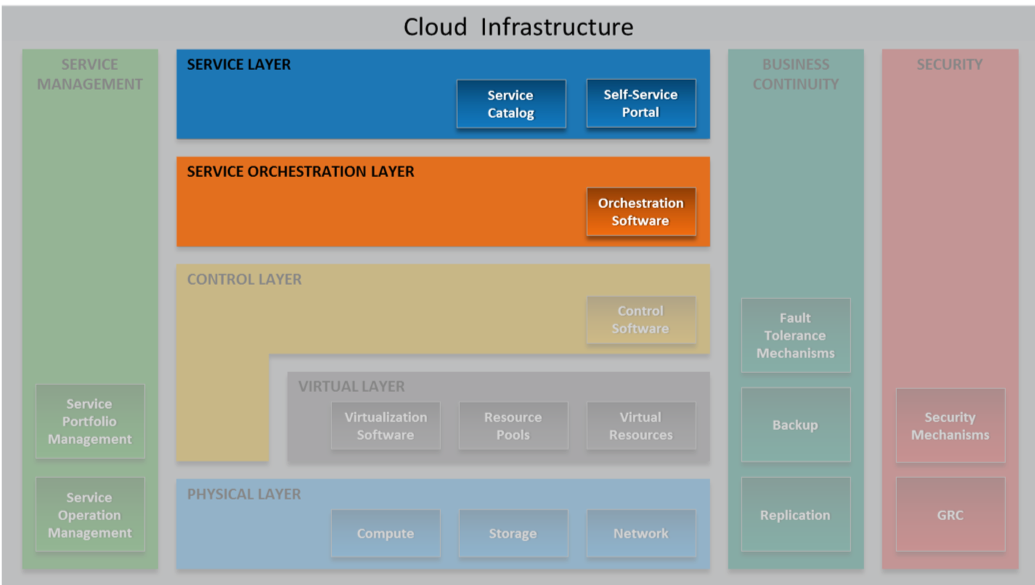 Cloud Infrastructure
SERVICE
MANAGEMENT
Service
Portfolio
Management
Service
Operation
Management
SERVICE LAYER
Service
Catalog
Self-Service
Portal
SERVICE ORCHESTRATION LAYER
Orchestration
Software
CONTROL LAYER
Control
Software
VIRTUAL LAYER
Virtualization
Software
Resource
Pools
Virtual
Resources
PHYSICAL LAYER
Compute
Storage
Network
BUSINESS
CONTINUITY
Fault
Tolerance
Mechanisms
Backup
Replication
SECURITY
Security
Mechanisms
GRC